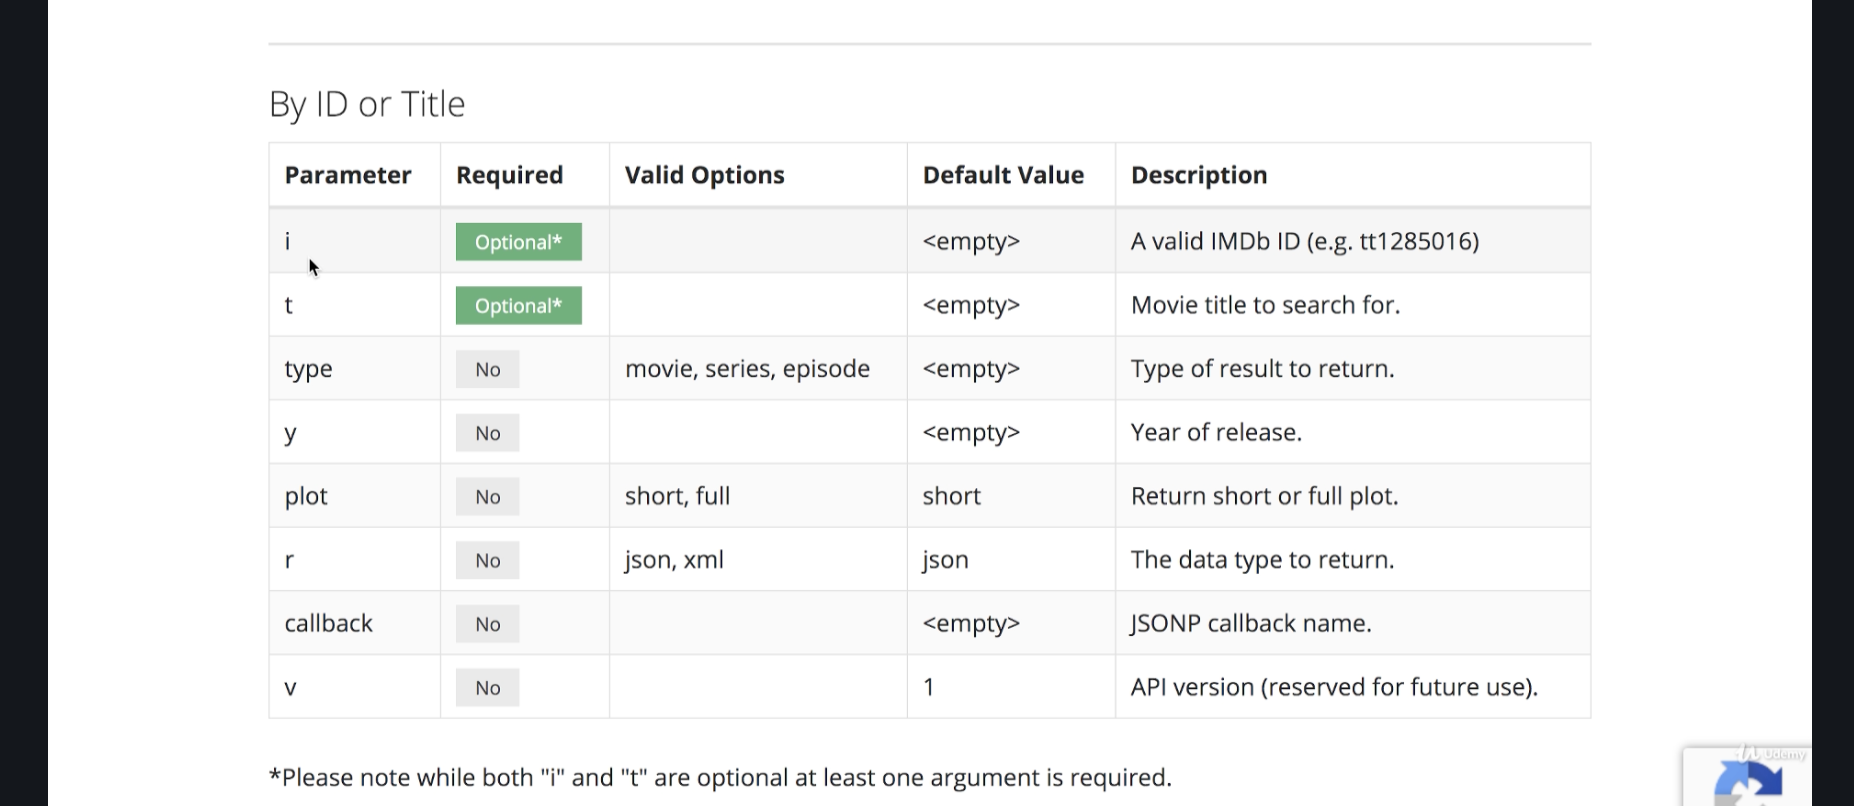 By ID or Title
Parameter Required Valid Options Default Value Description
i Optional* <empty> A valid IMDb ID (e.g. tt1285016)
t Optional* <empty> Movie title to search for.
type No movie, series, episode <empty> Type of result to return.
y No <empty> Year of release.
plot No short, full short Return short or full plot.
r No json, xml json The data type to return.
callback No <empty> JSONP callback name.
v No 1 API version (reserved for future use).
*Please note while both "i" and "t" are optional at least one argument is required.
Udemy